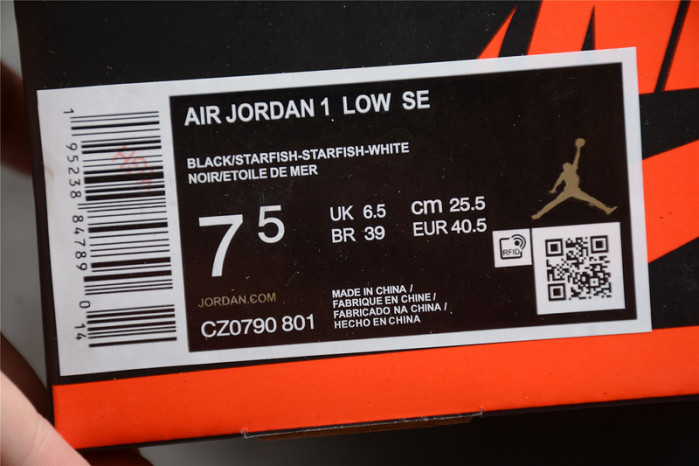 AIR JORDAN 1 LOW SE
BLACK/STARFISH-STARFISH-WHITE
NOIR/ETOILE DE MER
7 5
UK 6.5 cm 25.5
BR 39 EUR 40.5
RFID
JORDAN.COM
CZ0790 801
MADE IN CHINA /
FABRIQUE EN CHINE /
FABRICADO NA CHINA /
HECHO EN CHINA
1 95238 84789 0 14